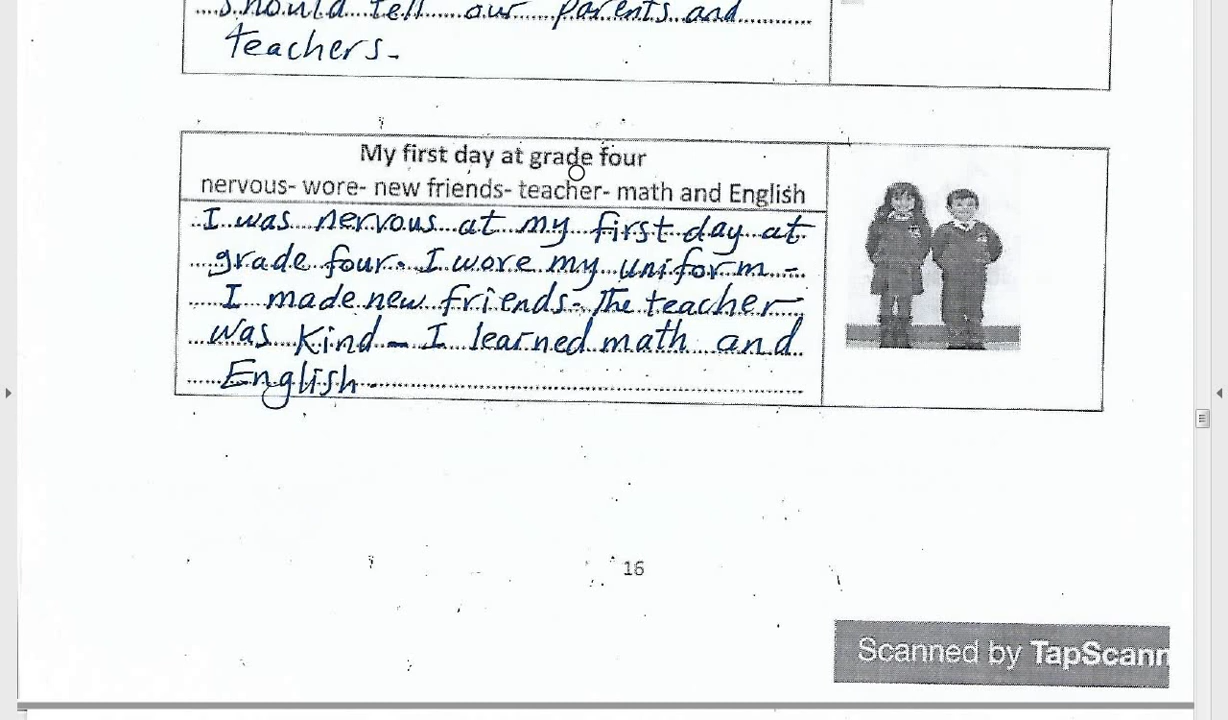 should tell our parents and
teachers.
My first day at grade four
nervous- wore- new friends- teacher- math and English
I was nervous at my first day at
grade four. I wore my uniform -
I made new friends- The teacher
was kind - I learned math and
English.
16
Scanned by TapScann